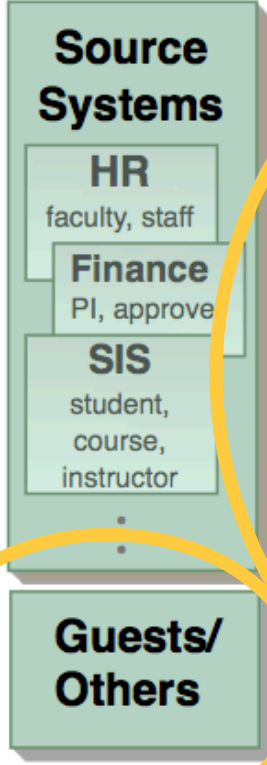 Source
Systems
HR
faculty, staff
Finance
PI, approve
SIS
student,
course,
instructor
Guests/
Others